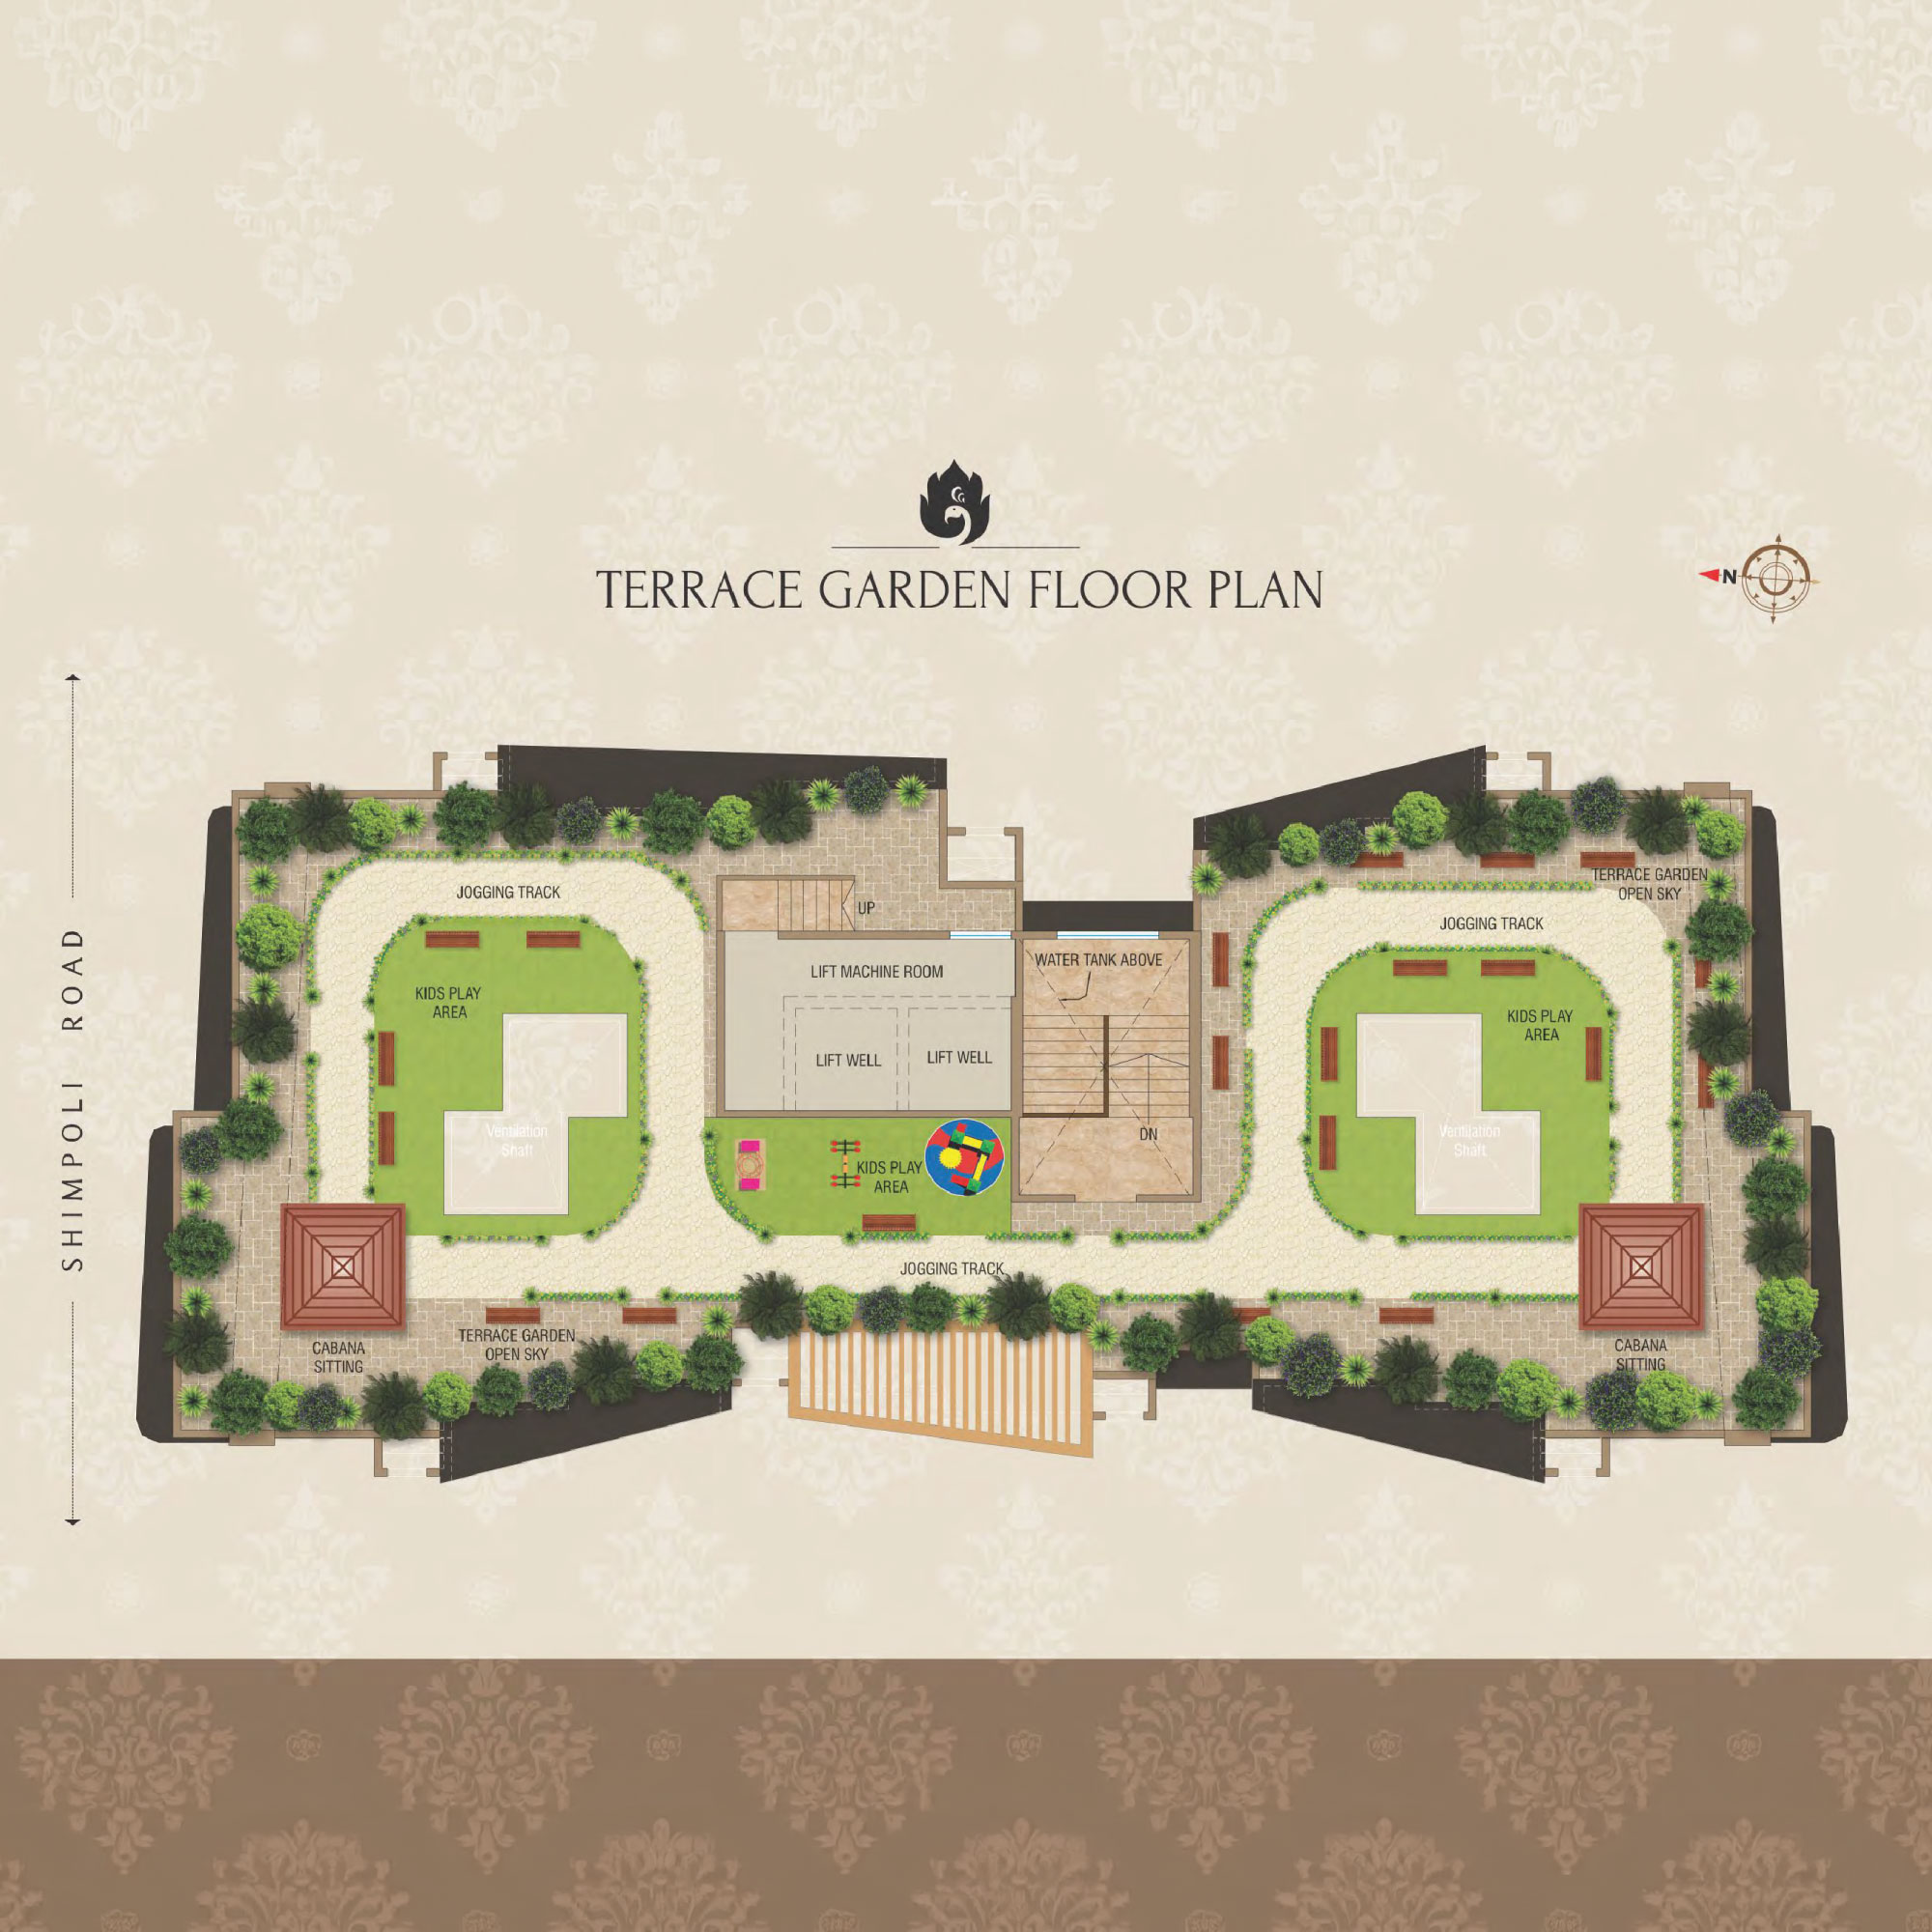 TERRACE GARDEN FLOOR PLAN
N
SHIMPOLI ROAD
JOGGING TRACK
UP
TERRACE GARDEN
OPEN SKY
JOGGING TRACK
LIFT MACHINE ROOM
WATER TANK ABOVE
KIDS PLAY
AREA
KIDS PLAY
AREA
LIFT WELL
LIFT WELL
Ventilation
Shaft
DN
Ventilation
Shaft
KIDS PLAY
AREA
JOGGING TRACK
CABANA
SITTING
TERRACE GARDEN
OPEN SKY
CABANA
SITTING